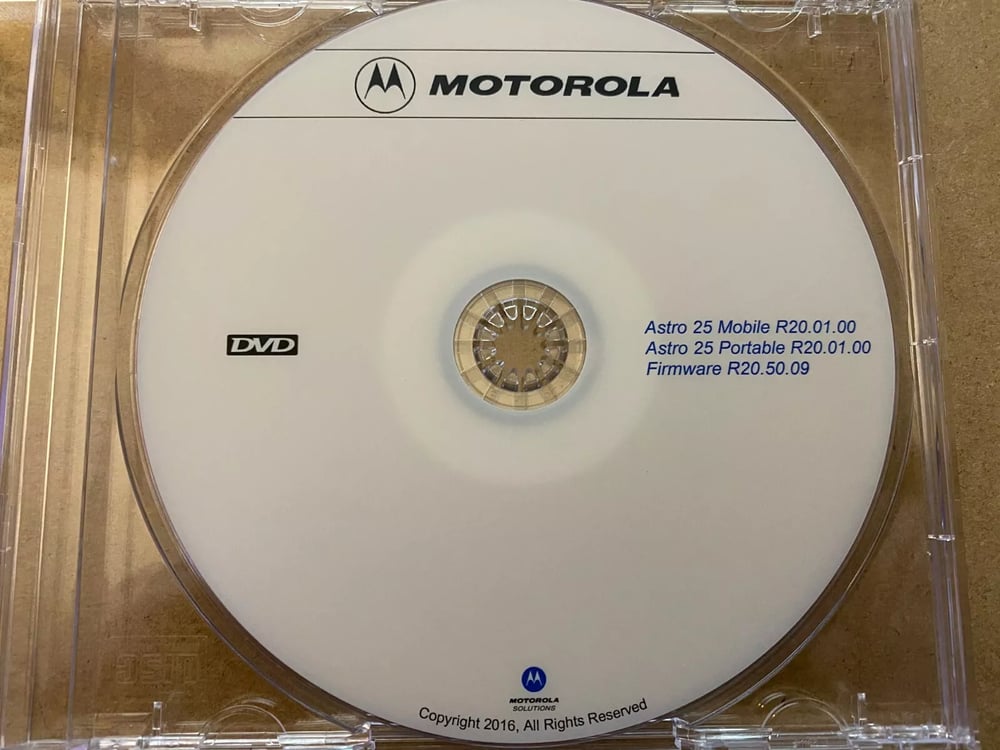 MOTOROLA
DVD
Astro 25 Mobile R20.01.00
Astro 25 Portable R20.01.00
Firmware R20.50.09
MOTOROLA
SOLUTIONS
Copyright 2016, All Rights Reserved